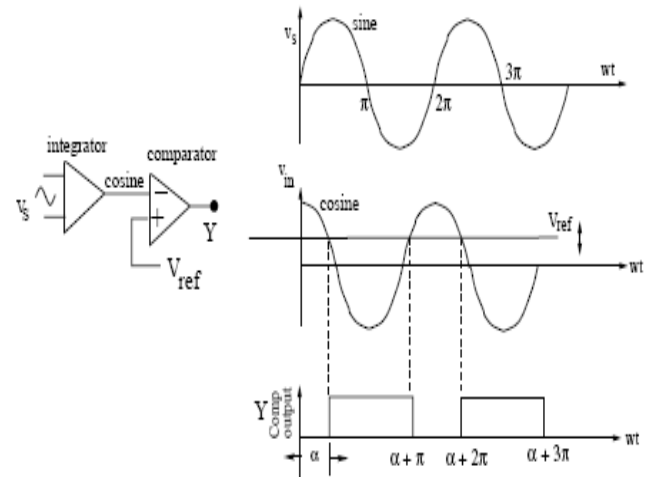 v_s
sine
wt
π
2π
3π
integrator
cosine
comparator
v_s
−
+
Y
V_ref
v_in
cosine
V_ref
wt
Y
Comp
output
wt
α
α + π
α + 2π
α + 3π